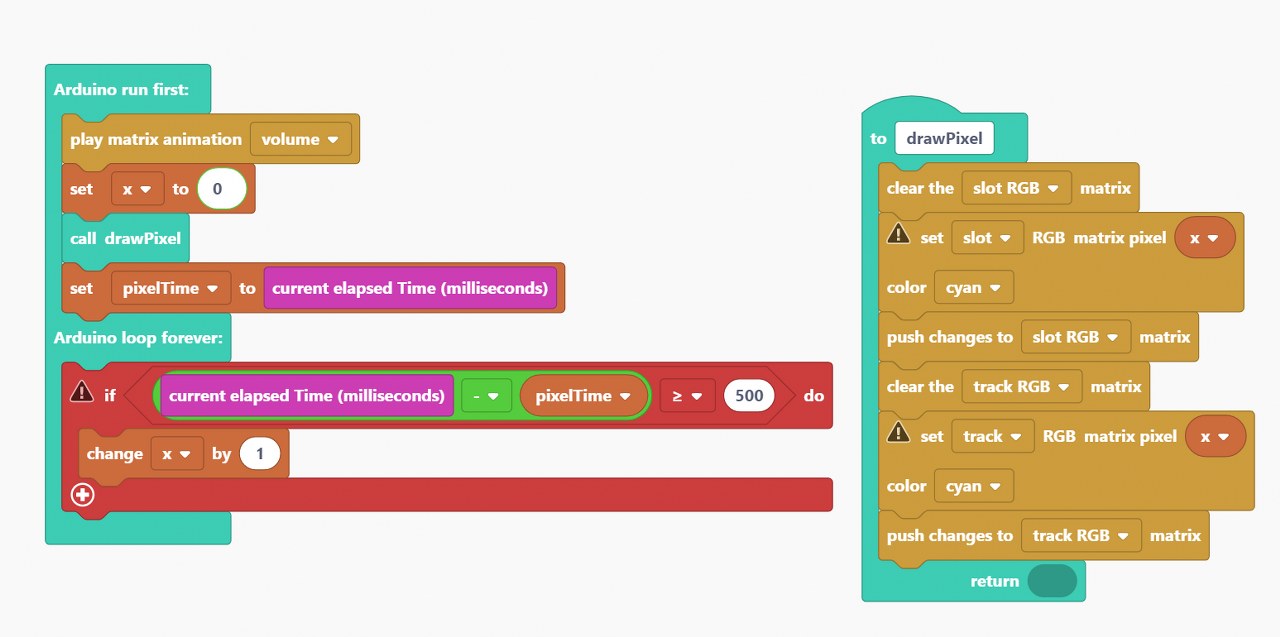 Arduino run first:
play matrix animation volume
set x to 0
call drawPixel
set pixelTime to current elapsed Time (milliseconds)
Arduino loop forever:
if current elapsed Time (milliseconds) - pixelTime ≥ 500 do
change x by 1
to drawPixel
clear the slot RGB matrix
set slot RGB matrix pixel x
color cyan
push changes to slot RGB matrix
clear the track RGB matrix
set track RGB matrix pixel x
color cyan
push changes to track RGB matrix
return